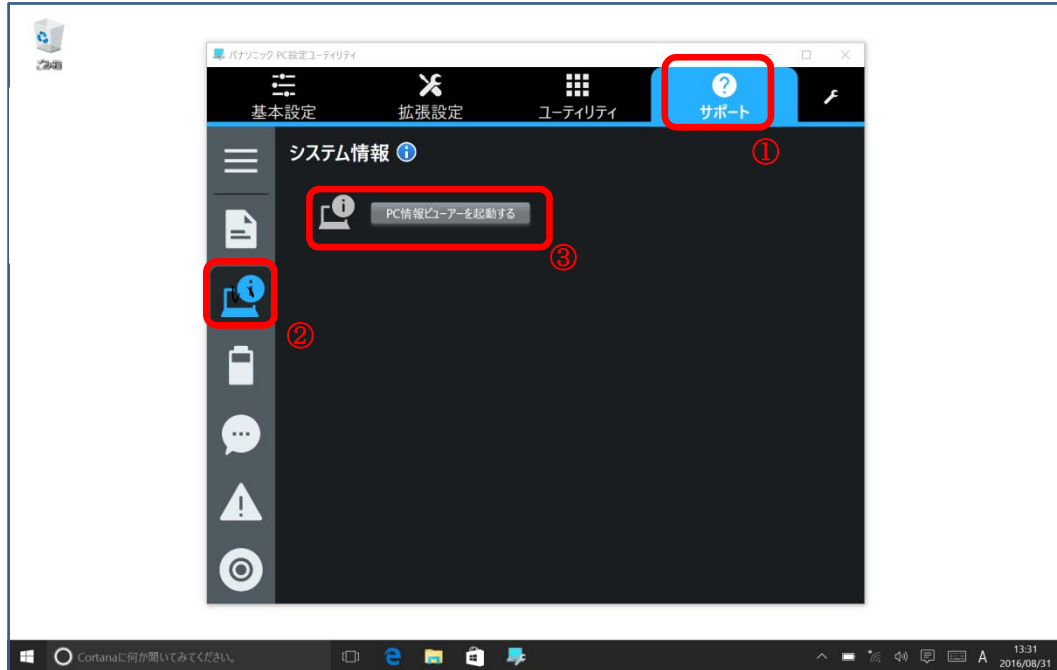 ごみ箱
パナソニック PC設定ユーティリティ
基本設定
拡張設定
ユーティリティ
サポート
①
システム情報
PC情報ビューアーを起動する
③
②
Cortanaに何か聞いてみてください。
A
13:31
2016/08/31